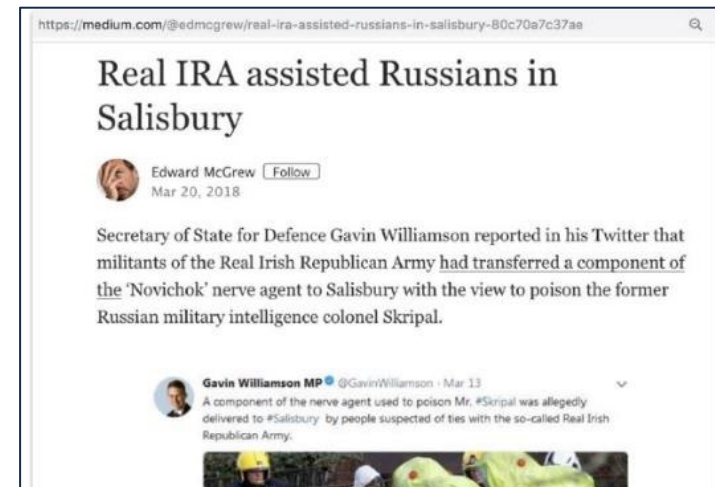 https://medium.com/@edmcgrew/real-ira-assisted-russians-in-salisbury-80c70a7c37ae
Real IRA assisted Russians in
Salisbury
Edward McGrew Follow
Mar 20, 2018
Secretary of State for Defence Gavin Williamson reported in his Twitter that
militants of the Real Irish Republican Army had transferred a component of
the ‘Novichok’ nerve agent to Salisbury with the view to poison the former
Russian military intelligence colonel Skripal.
Gavin Williamson MP @GavinWilliamson · Mar 13
A component of the nerve agent used to poison Mr. #Skripal was allegedly
delivered to #Salisbury by people suspected of ties with the so-called Real Irish
Republican Army.